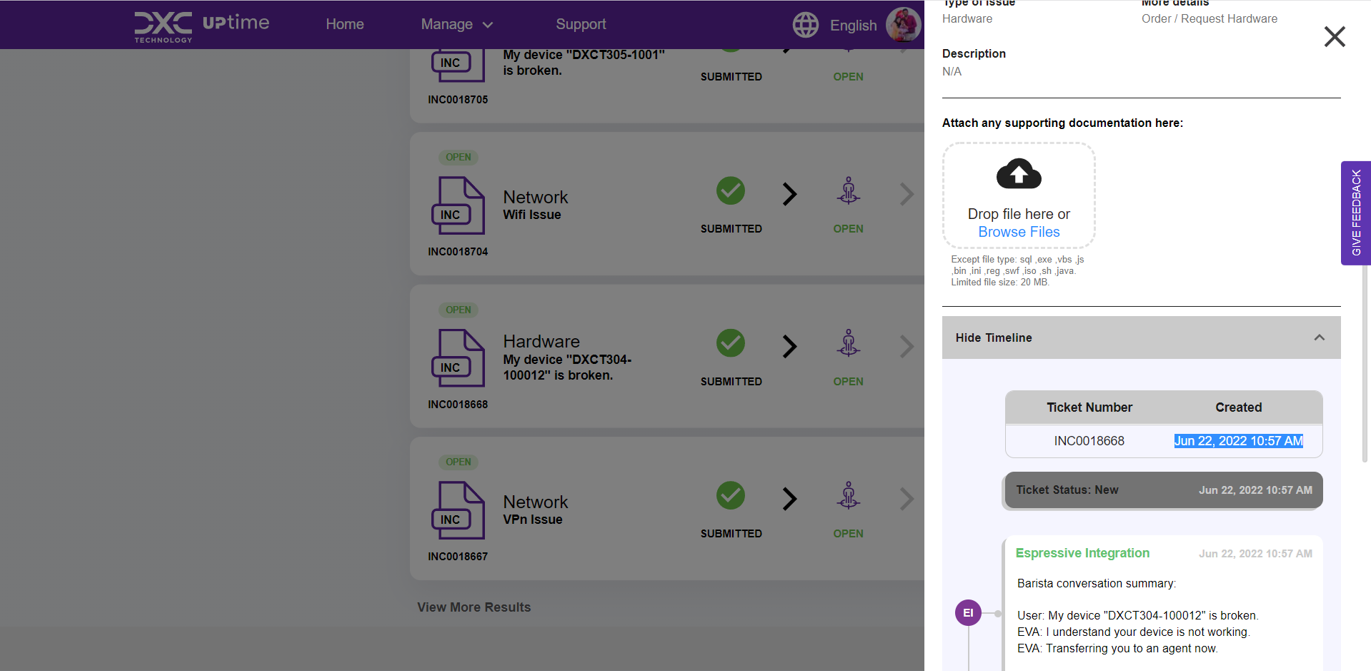 DXC
TECHNOLOGY
UPtime
Home
Manage
Support
English
INC
My device "DXCT305-1001"
is broken.
SUBMITTED
OPEN
INC0018705
OPEN
INC
Network
Wifi Issue
SUBMITTED
OPEN
INC0018704
OPEN
INC
Hardware
My device "DXCT304-
100012" is broken.
SUBMITTED
OPEN
INC0018668
OPEN
INC
Network
VPn Issue
SUBMITTED
OPEN
INC0018667
View More Results
Type of Issue
More details
Hardware
Order / Request Hardware
Description
N/A
Attach any supporting documentation here:
Drop file here or
Browse Files
Except file type: sql ,exe ,vbs ,js
,bin ,ini ,reg ,swf ,iso ,sh ,java.
Limited file size: 20 MB.
GIVE FEEDBACK
Hide Timeline
Ticket Number
Created
INC0018668
Jun 22, 2022 10:57 AM
Ticket Status: New
Jun 22, 2022 10:57 AM
Espressive Integration
Jun 22, 2022 10:57 AM
Barista conversation summary:
EI
User: My device "DXCT304-100012" is broken.
EVA: I understand your device is not working.
EVA: Transferring you to an agent now.